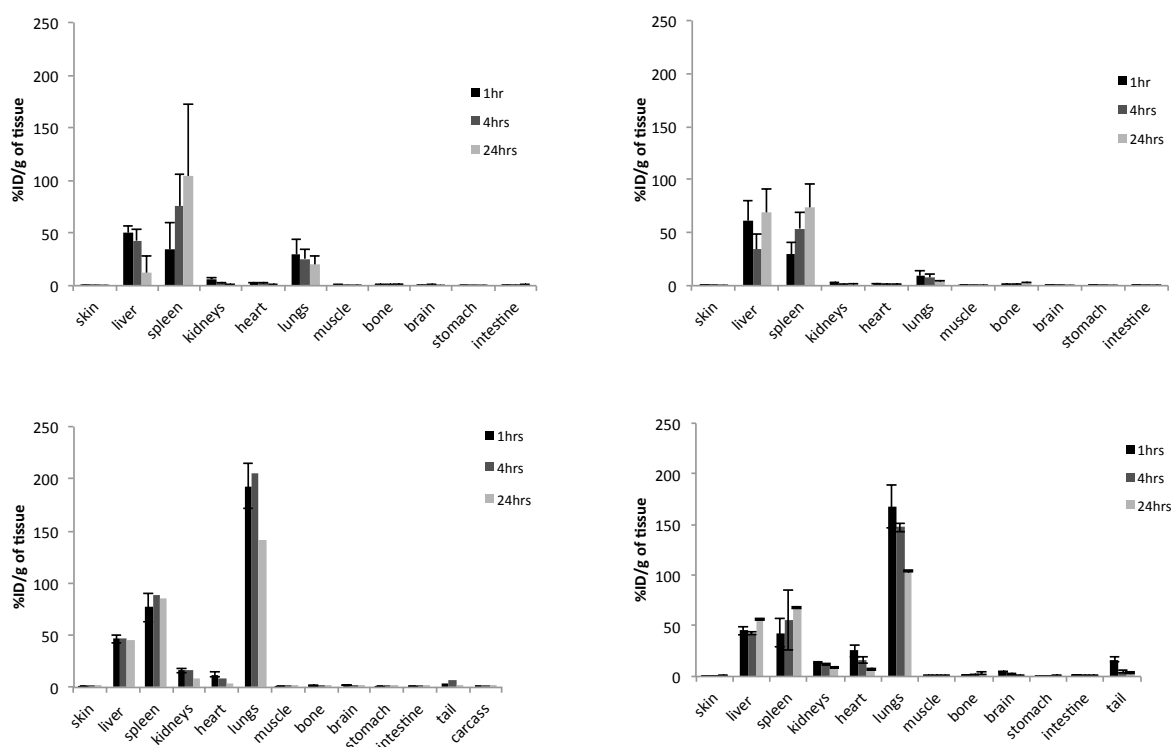 250
200
150
100
50
0
%ID/g of tissue
1hr
4hrs
24hrs
skin
liver
spleen
kidneys
heart
lungs
muscle
bone
brain
stomach
intestine
250
200
150
100
50
0
%ID/g of tissue
1hr
4hrs
24hrs
skin
liver
spleen
kidneys
heart
lungs
muscle
bone
brain
stomach
intestine
250
200
150
100
50
0
%ID/g of tissue
1hrs
4hrs
24hrs
skin
liver
spleen
kidneys
heart
lungs
muscle
bone
brain
stomach
intestine
tail
carcass
250
200
150
100
50
0
%ID/g of tissue
1hrs
4hrs
24hrs
skin
liver
spleen
kidneys
heart
lungs
muscle
bone
brain
stomach
intestine
tail